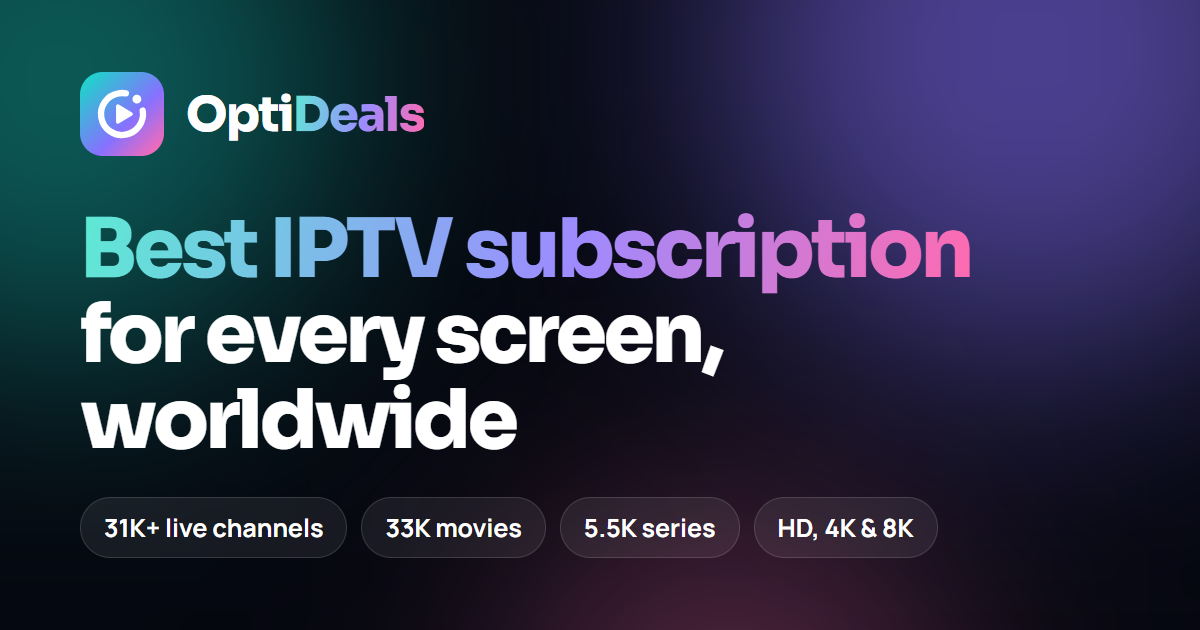 OptiDeals
Best IPTV subscription
for every screen,
worldwide
31K+ live channels
33K movies
5.5K series
HD, 4K & 8K